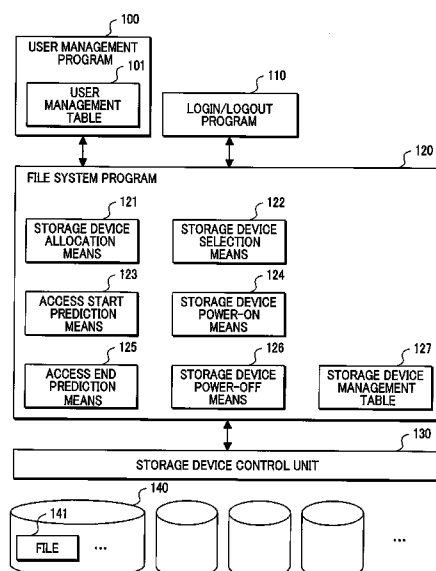 100
USER MANAGEMENT
PROGRAM
101
USER
MANAGEMENT
TABLE
110
LOGIN/LOGOUT
PROGRAM
120
FILE SYSTEM PROGRAM
121
STORAGE DEVICE
ALLOCATION
MEANS
122
STORAGE DEVICE
SELECTION
MEANS
123
ACCESS START
PREDICTION
MEANS
124
STORAGE DEVICE
POWER-ON
MEANS
125
ACCESS END
PREDICTION
MEANS
126
STORAGE DEVICE
POWER-OFF
MEANS
127
STORAGE DEVICE
MANAGEMENT
TABLE
130
STORAGE DEVICE CONTROL UNIT
140
141
FILE
...
...